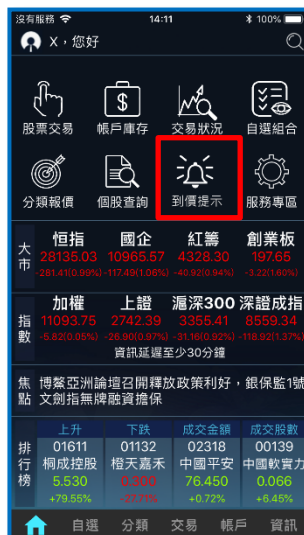 沒有服務 14:11 100%
X，您好
股票交易 帳戶庫存 交易狀況 自選組合
分類報價 個股查詢 到價提示 服務專區
大市
恒指 國企 紅籌 創業板
28135.03 10965.57 4328.30 197.65
-281.41(0.99%) -117.49(1.06%) -40.92(0.94%) -3.22(1.60%)
指數
加權 上證 滬深300 深證成指
11093.75 2742.39 3355.41 8559.34
-5.82(0.05%) -26.90(0.97%) -31.16(0.92%) -118.92(1.37%)
資訊延遲至少30分鐘
焦點
博鰲亞洲論壇召開釋放政策利好，銀保監1號
文創指無牌融資擔保
排行榜
上升 下跌 成交金額 成交股數
01611 01132 02318 00139
桐成控股 橙天嘉禾 中國平安 中國軟實力
5.530 0.300 76.450 0.066
+79.55% -27.71% +0.72% +6.45%
自選 分類 交易 帳戶 資訊